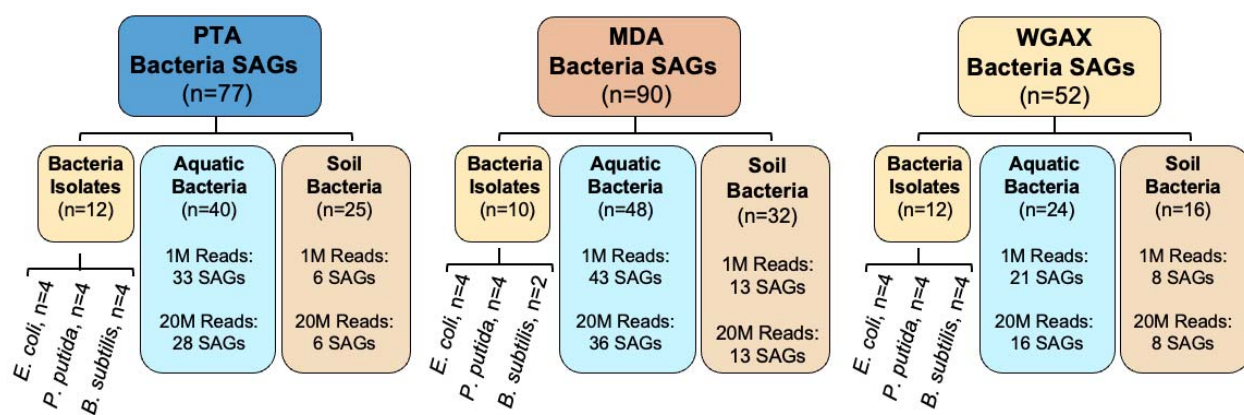 PTA
Bacteria SAGs
(n=77)
Bacteria
Isolates
(n=12)
E. coli, n=4
P. putida, n=4
B. subtilis, n=4
Aquatic
Bacteria
(n=40)
1M Reads:
33 SAGs
20M Reads:
28 SAGs
Soil
Bacteria
(n=25)
1M Reads:
6 SAGs
20M Reads:
6 SAGs
MDA
Bacteria SAGs
(n=90)
Bacteria
Isolates
(n=10)
E. coli, n=4
P. putida, n=4
B. subtilis, n=2
Aquatic
Bacteria
(n=48)
1M Reads:
43 SAGs
20M Reads:
36 SAGs
Soil
Bacteria
(n=32)
1M Reads:
13 SAGs
20M Reads:
13 SAGs
WGAX
Bacteria SAGs
(n=52)
Bacteria
Isolates
(n=12)
E. coli, n=4
P. putida, n=4
B. subtilis, n=4
Aquatic
Bacteria
(n=24)
1M Reads:
21 SAGs
20M Reads:
16 SAGs
Soil
Bacteria
(n=16)
1M Reads:
8 SAGs
20M Reads:
8 SAGs